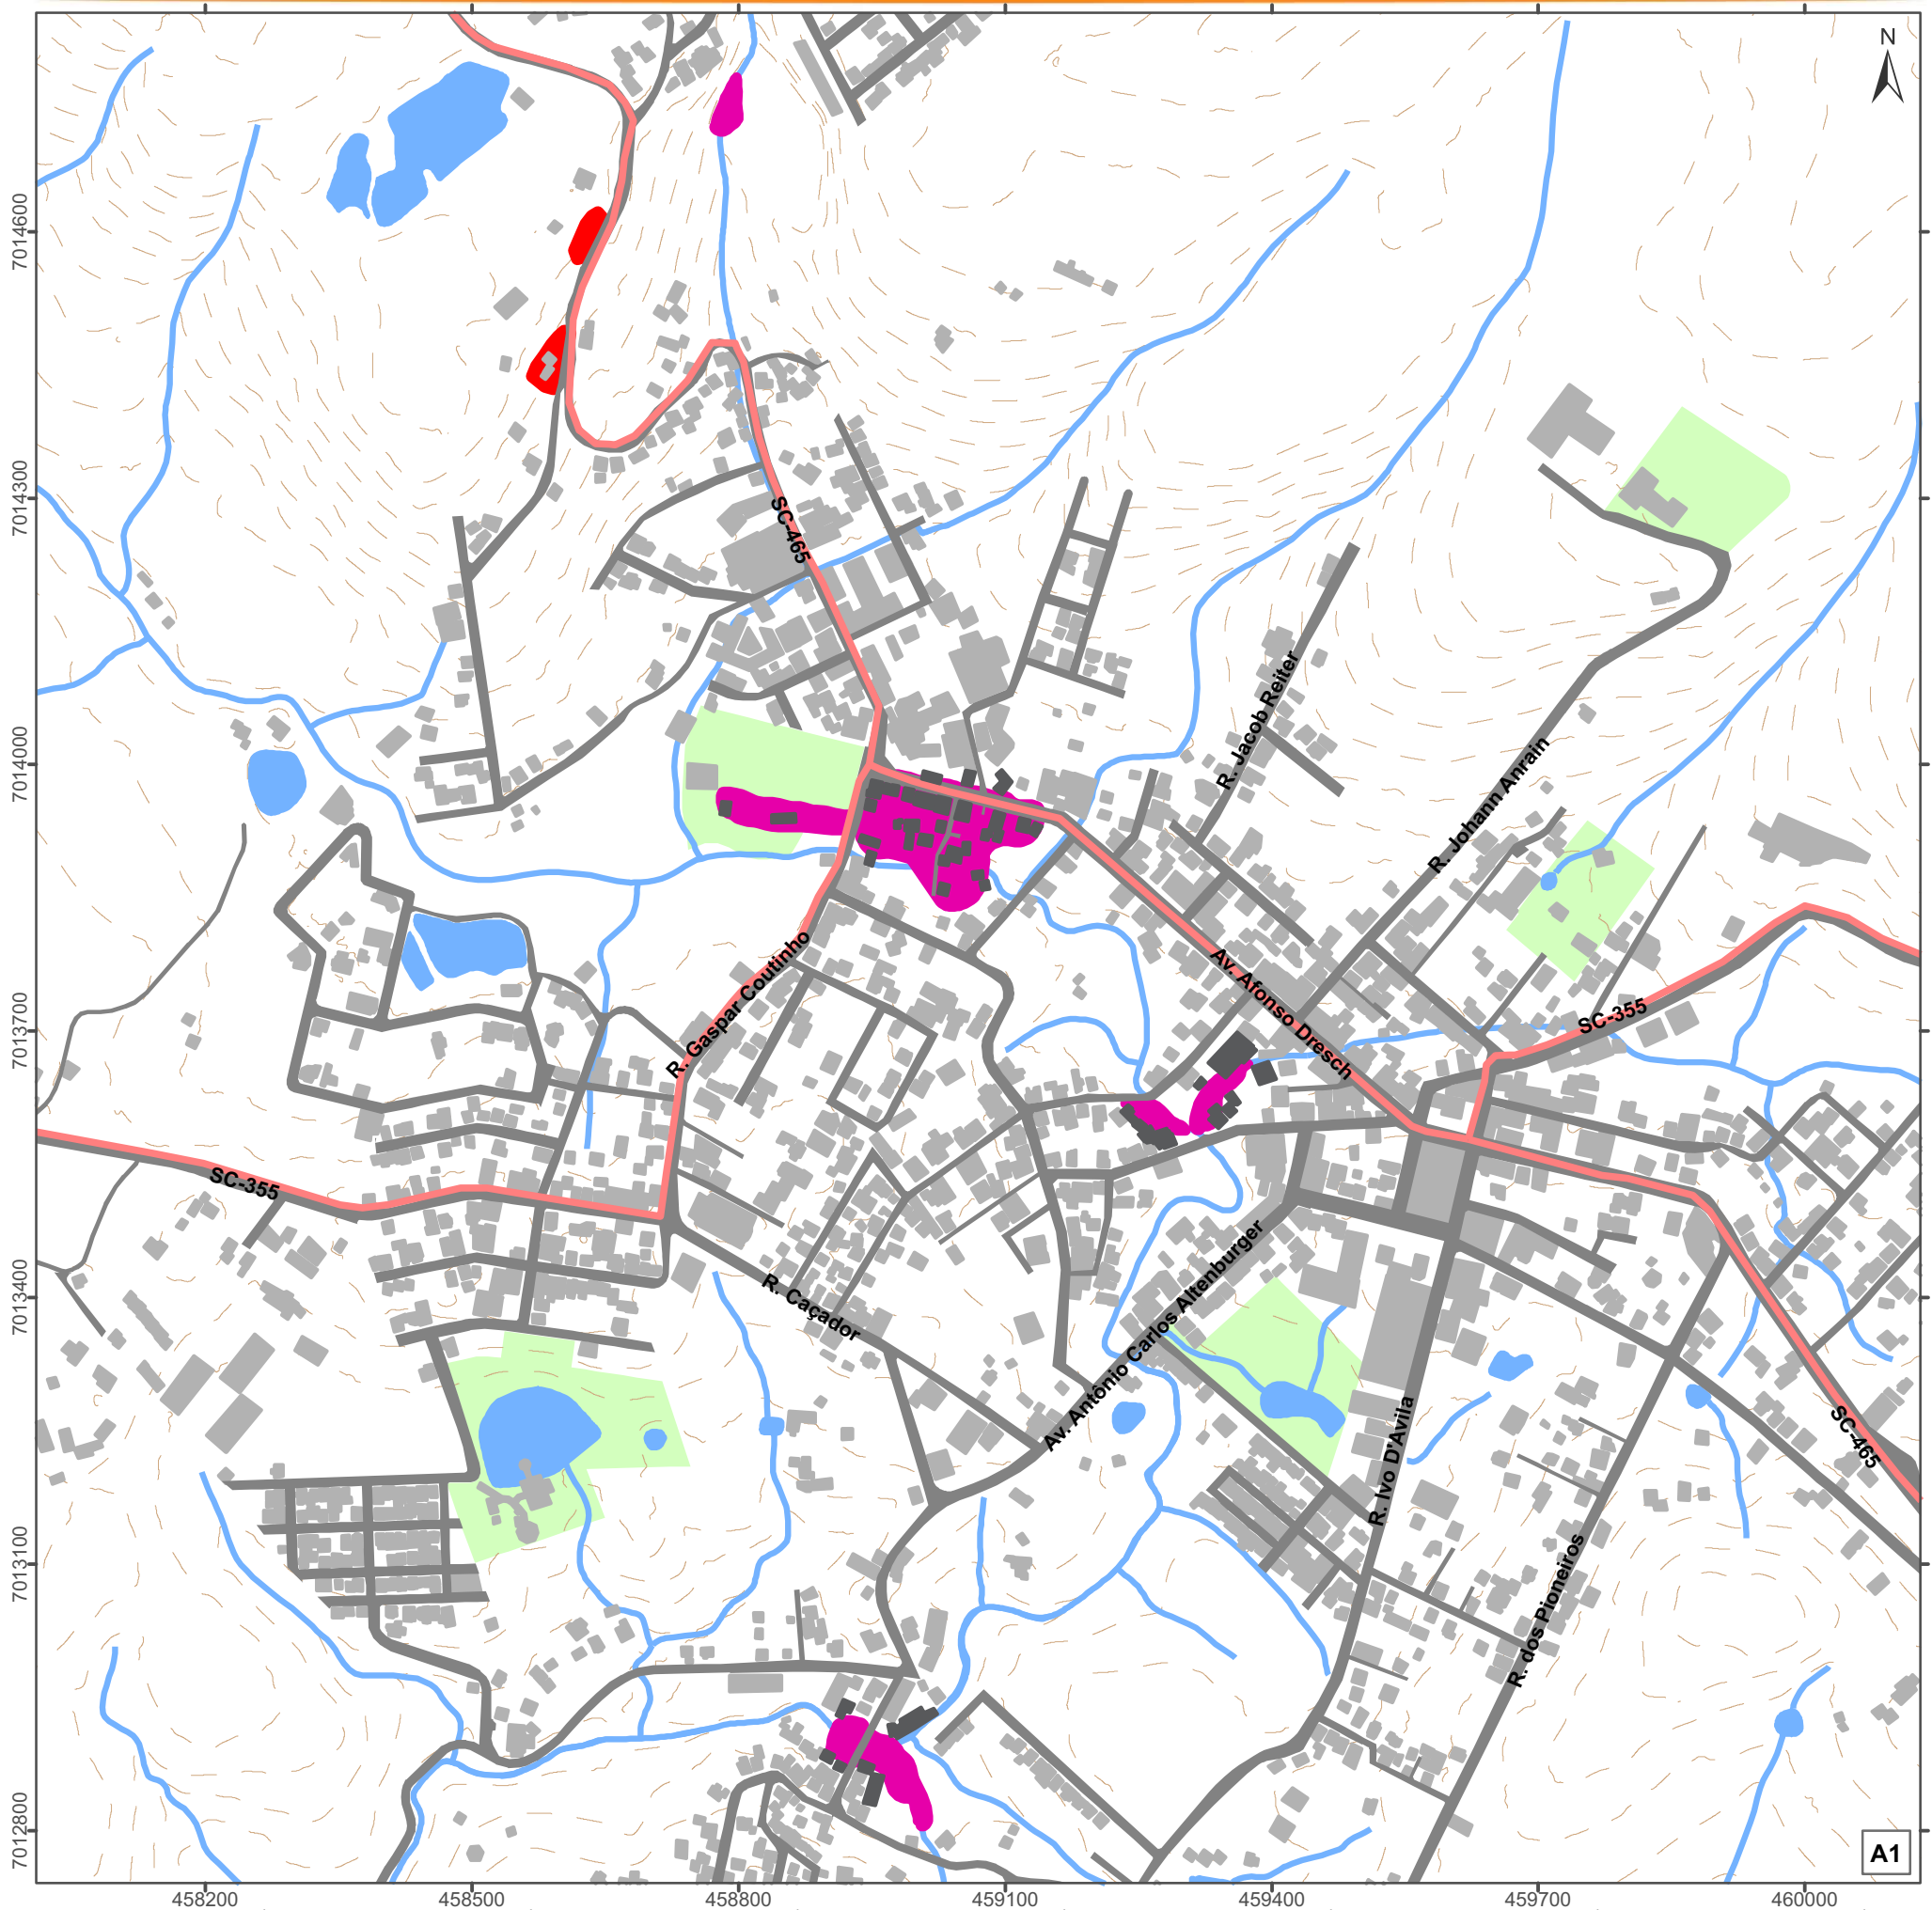 N
7014600
7014300
SC-465
R. Jacob Reiter
7014000
R. Johann Anrain
R. Gaspar Coutinho
Av. Afonso Dresch
SC-355
7013700
SC-355
7013400
R. Caçador
Av. Antônio Carlos Altenburger
R. Ivo D'Avila
SC-465
7013100
R. dos Pioneiros
7012800
A1
458200 458500 458800 459100 459400 459700 460000